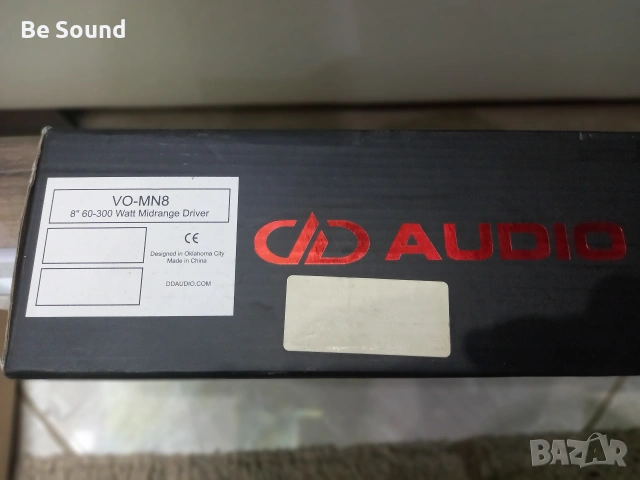 Be Sound
VO-MN8
8" 60-300 Watt Midrange Driver
CE
Designed in Oklahoma City
Made in China
DDAUDIO.COM
DD AUDIO
BAZAR